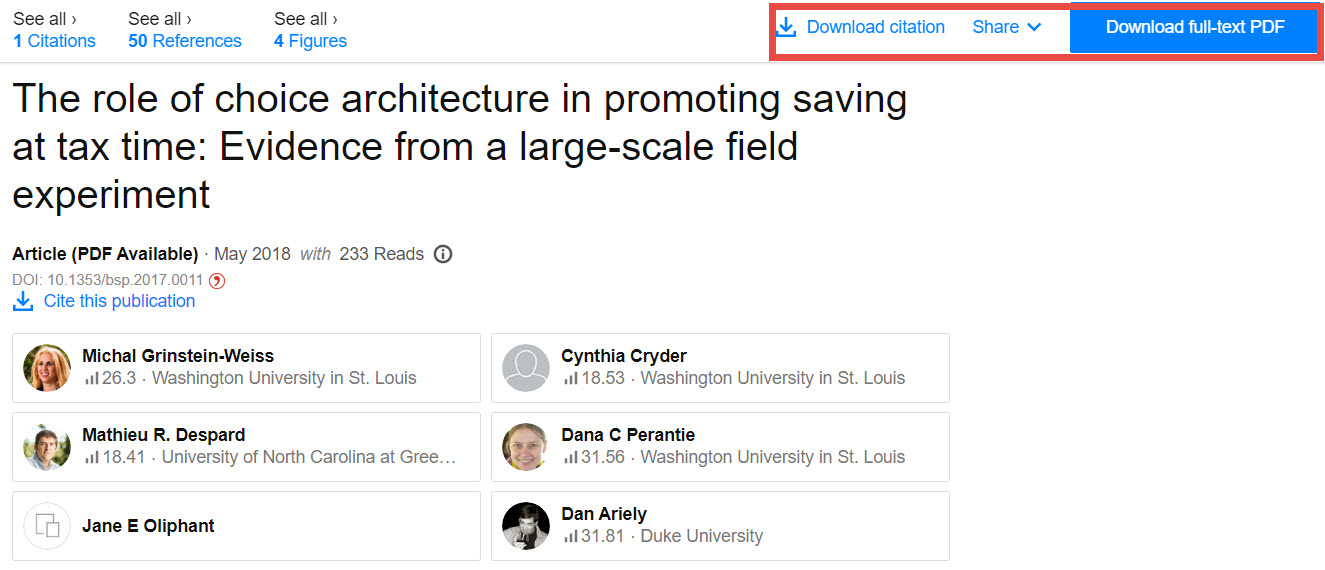 See all ›
1 Citations
See all ›
50 References
See all ›
4 Figures
Download citation
Share
Download full-text PDF
The role of choice architecture in promoting saving
at tax time: Evidence from a large-scale field
experiment
Article (PDF Available) · May 2018 with 233 Reads
DOI: 10.1353/bsp.2017.0011
Cite this publication
Michal Grinstein-Weiss
26.3 · Washington University in St. Louis
Cynthia Cryder
18.53 · Washington University in St. Louis
Mathieu R. Despard
18.41 · University of North Carolina at Gree…
Dana C Perantie
31.56 · Washington University in St. Louis
Jane E Oliphant
Dan Ariely
31.81 · Duke University